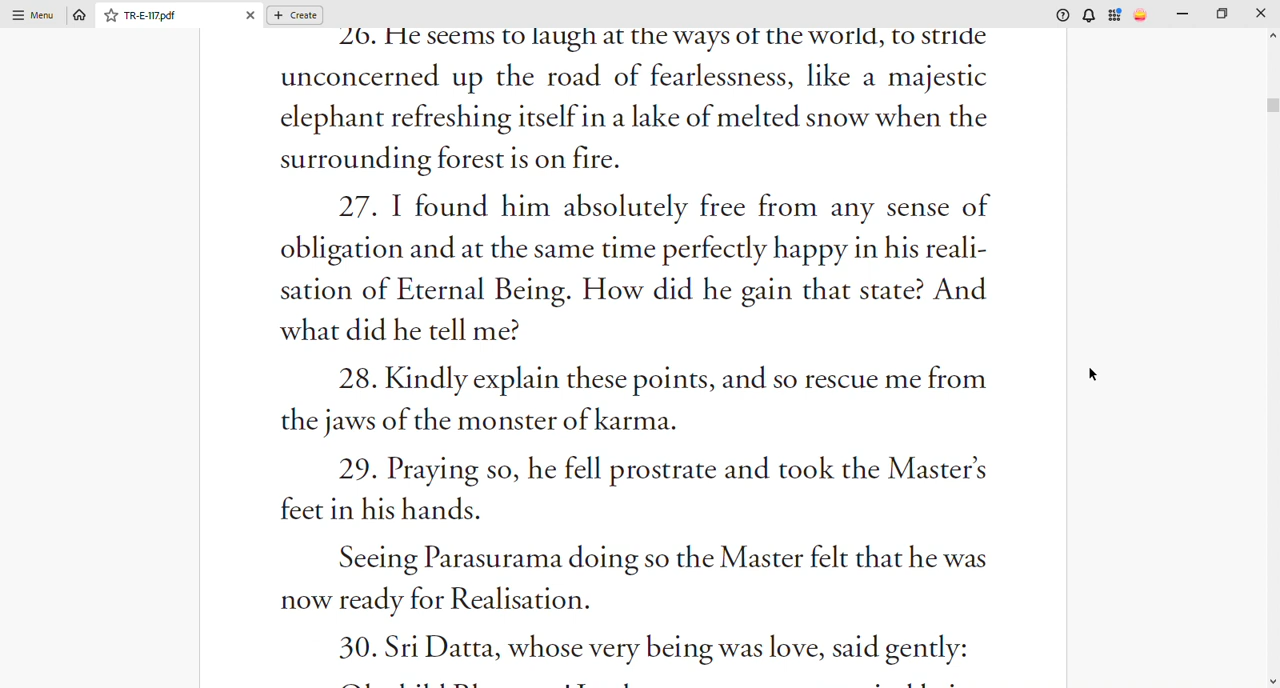 Menu
TR-E-117.pdf
Create
26. He seems to laugh at the ways of the world, to stride
unconcerned up the road of fearlessness, like a majestic
elephant refreshing itself in a lake of melted snow when the
surrounding forest is on fire.
27. I found him absolutely free from any sense of
obligation and at the same time perfectly happy in his reali-
sation of Eternal Being. How did he gain that state? And
what did he tell me?
28. Kindly explain these points, and so rescue me from
the jaws of the monster of karma.
29. Praying so, he fell prostrate and took the Master’s
feet in his hands.
Seeing Parasurama doing so the Master felt that he was
now ready for Realisation.
30. Sri Datta, whose very being was love, said gently: